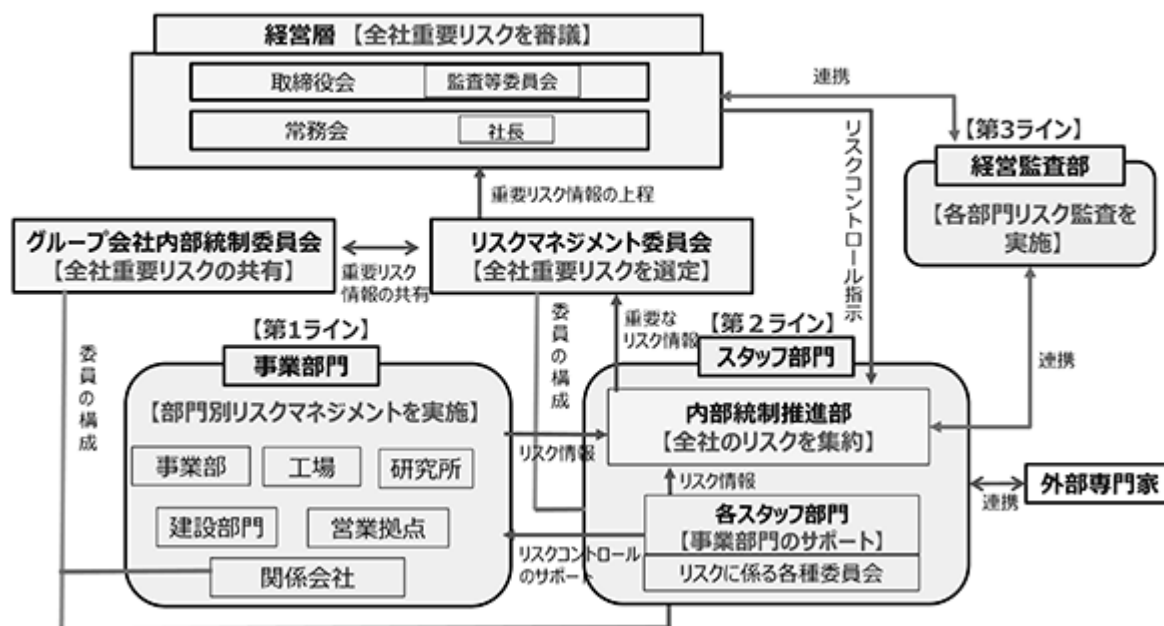 経営層 【全社重要リスクを審議】
取締役会
監査等委員会
常務会
社長
連携
【第3ライン】
経営監査部
【各部門リスク監査を
実施】
リスクコントロール指示
重要リスク情報の上程
グループ会社内部統制委員会
【全社重要リスクの共有】
重要リスク
情報の共有
リスクマネジメント委員会
【全社重要リスクを選定】
委員の構成
委員の構成
重要な
リスク情報
連携
【第1ライン】
事業部門
【部門別リスクマネジメントを実施】
事業部
工場
研究所
建設部門
営業拠点
関係会社
リスク情報
リスクコントロール
のサポート
【第２ライン】
スタッフ部門
内部統制推進部
【全社のリスクを集約】
リスク情報
各スタッフ部門
【事業部門のサポート】
リスクに係る各種委員会
連携
外部専門家